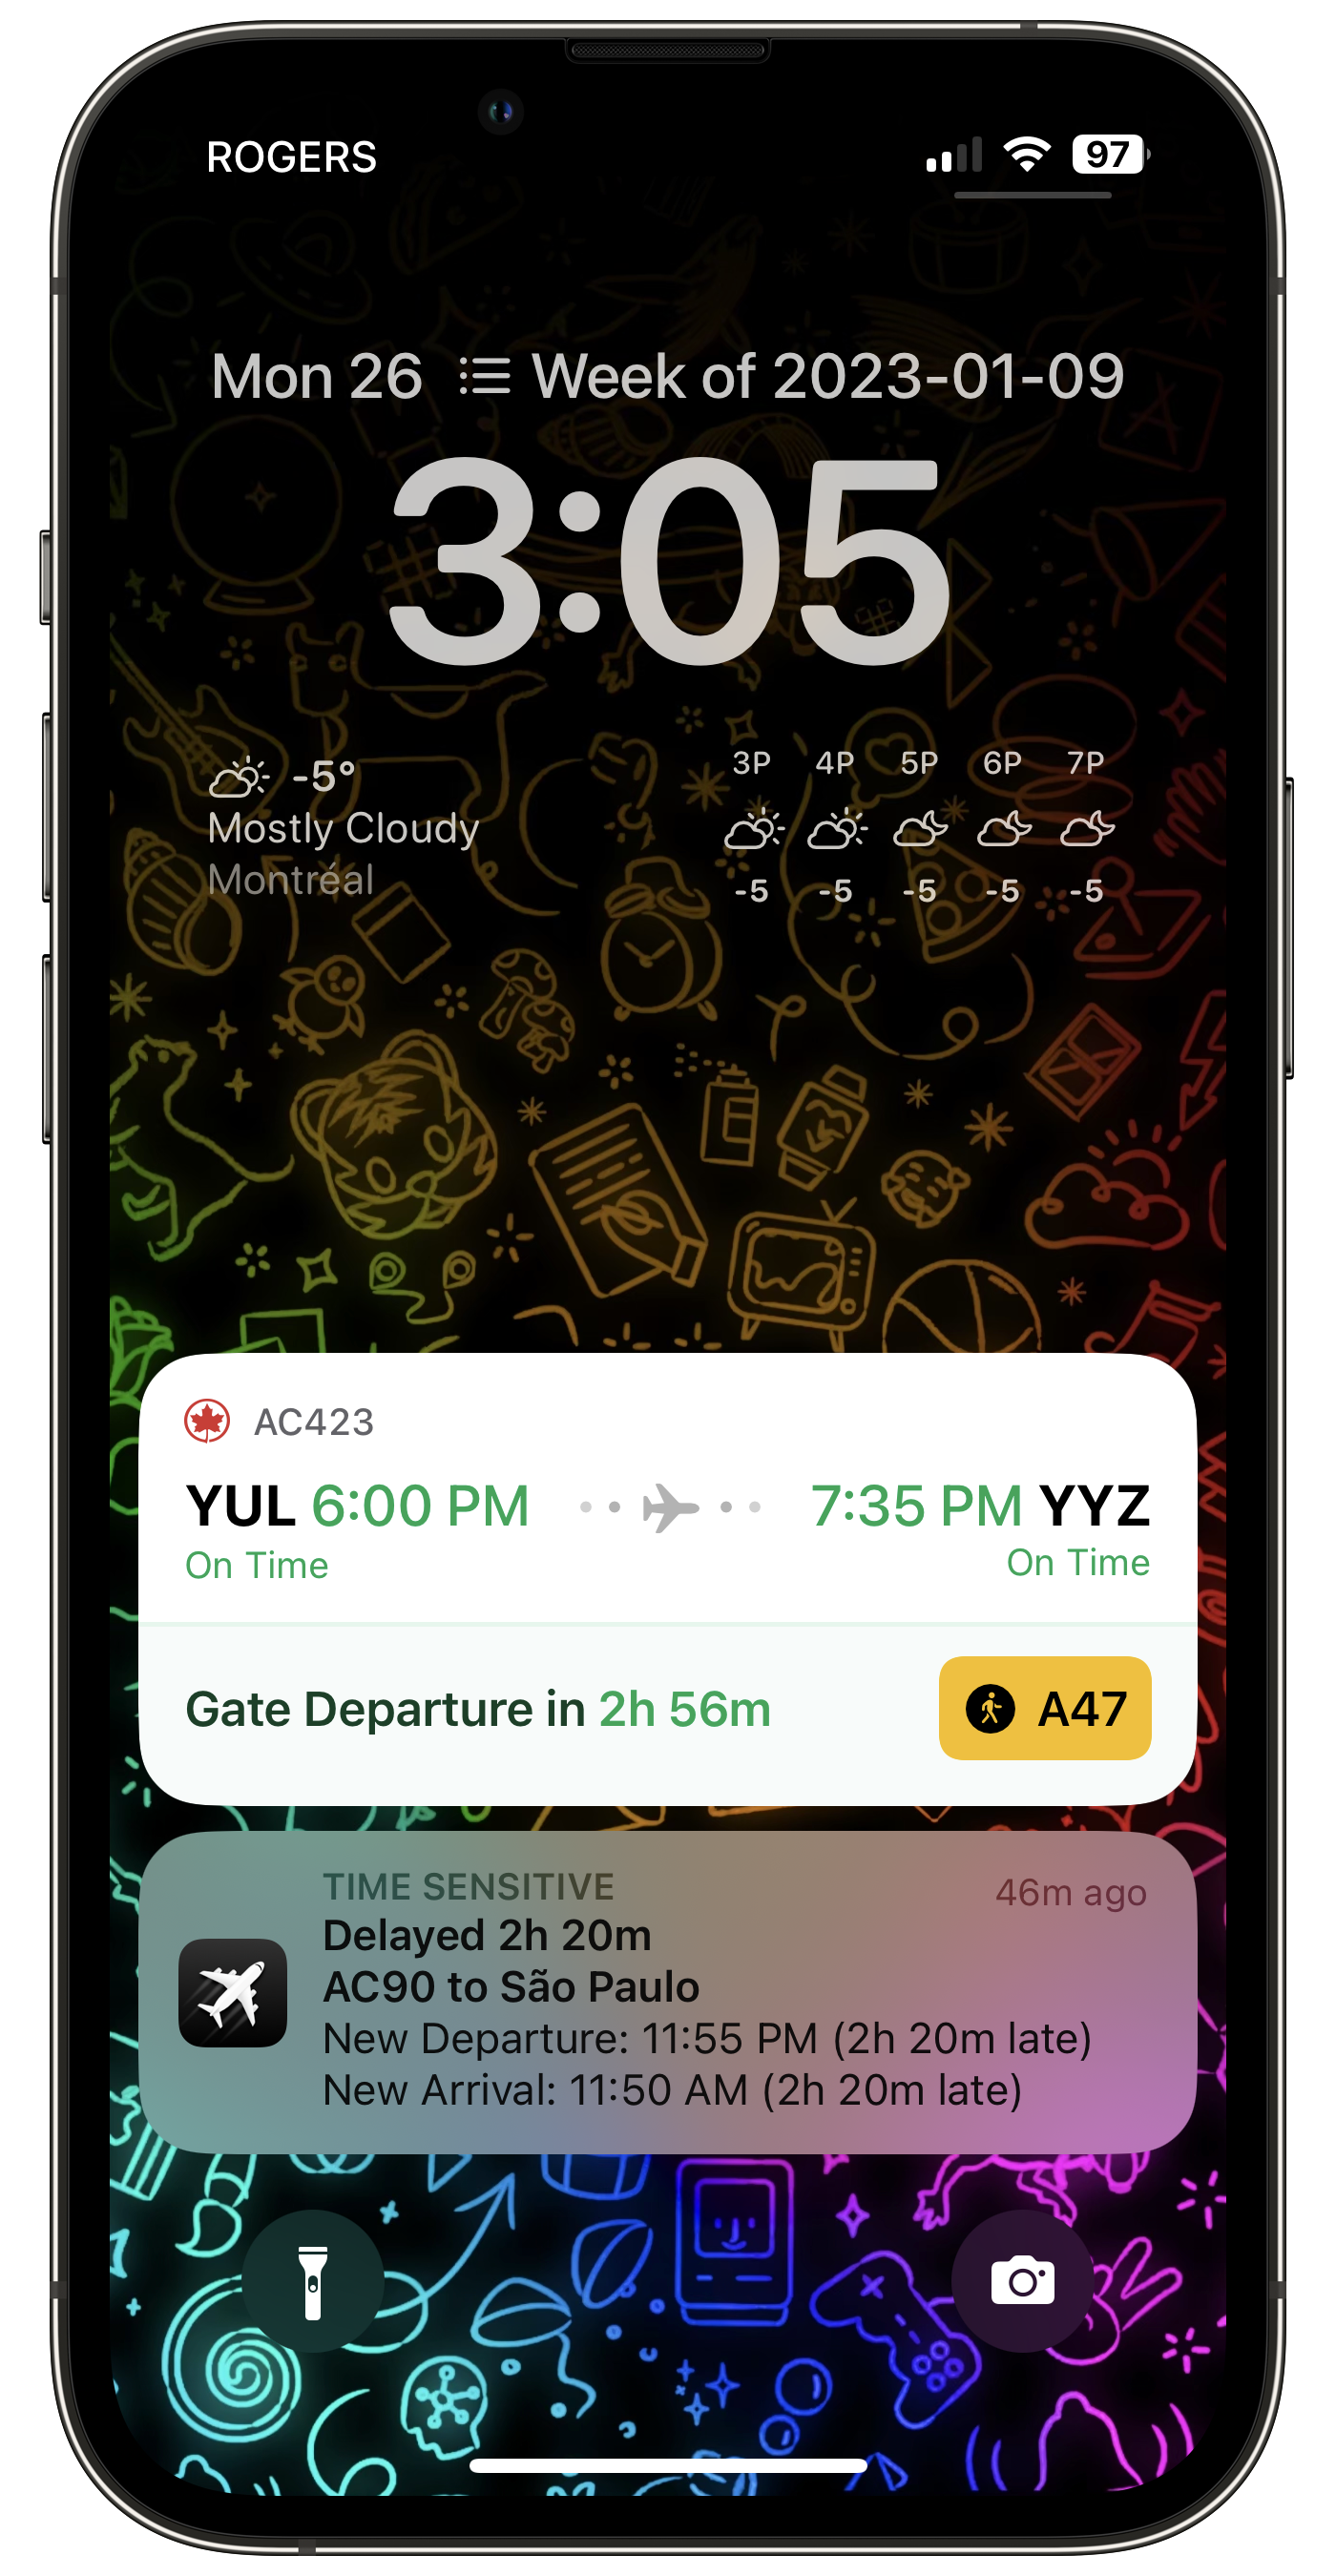 ROGERS
97
Mon 26 Week of 2023-01-09
3:05
-5°
Mostly Cloudy
Montréal
3P 4P 5P 6P 7P
-5 -5 -5 -5 -5
AC423
YUL 6:00 PM 7:35 PM YYZ
On Time On Time
Gate Departure in 2h 56m A47
TIME SENSITIVE 46m ago
Delayed 2h 20m
AC90 to São Paulo
New Departure: 11:55 PM (2h 20m late)
New Arrival: 11:50 AM (2h 20m late)